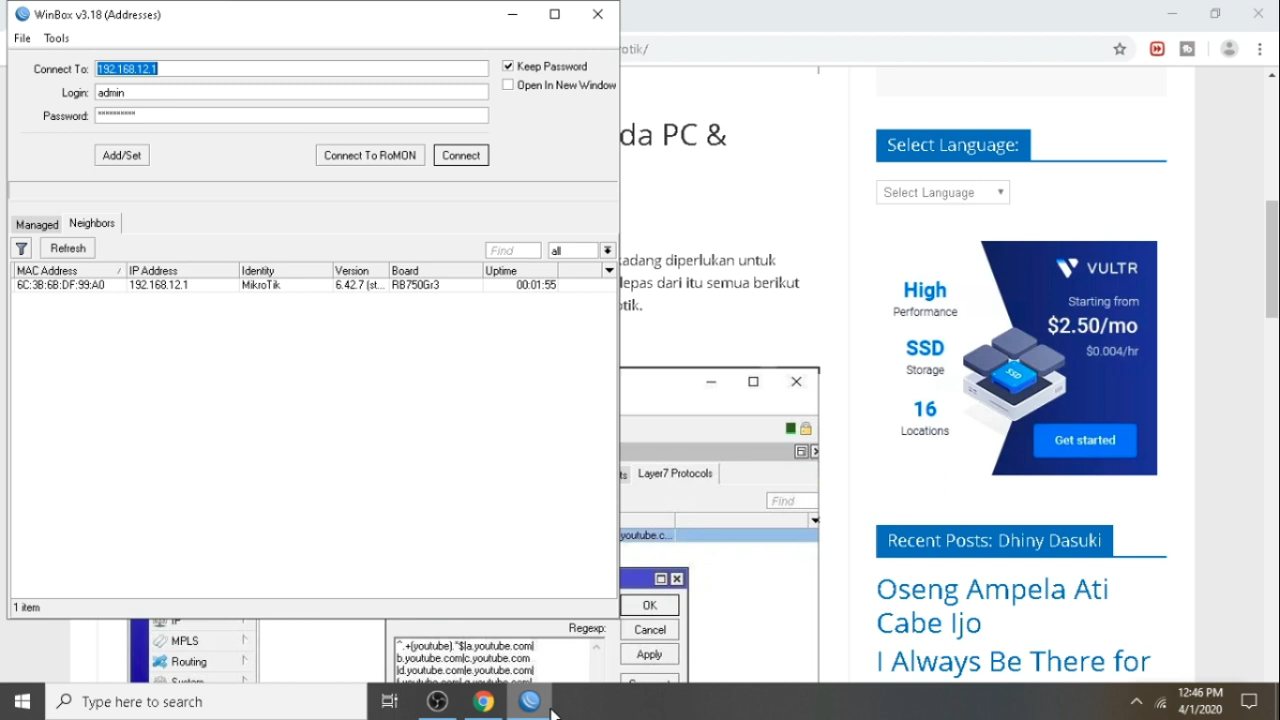 WinBox v3.18 (Addresses)
File Tools
Connect To: 192.168.12.1
Keep Password
Open In New Window
Login: admin
Password: **********
Add/Set
Connect To RoMON
Connect
Managed
Neighbors
Refresh
Find
all
MAC Address IP Address Identity Version Board Uptime
6C:3B:6B:DF:99:A0 192.168.12.1 MikroTik 6.42.7 (st... RB750Gr3 00:01:55
1 item
otik/
da PC &
kadang diperlukan untuk
lepas dari itu semua berikut
otik.
Select Language:
Select Language
VULTR
High
Performance
SSD
Storage
16
Locations
Starting from
$2.50/mo
$0.004/hr
SSD
Get started
Recent Posts: Dhiny Dasuki
Oseng Ampela Ati
Cabe Ijo
I Always Be There for
ts Layer7 Protocols
Find
youtube.c...
OK
Cancel
Apply
Regexp:
^.+(youtube).*$|a.youtube.com|
b.youtube.com|c.youtube.com
|d.youtube.com|e.youtube.com|
IP
MPLS
Routing
Type here to search
12:46 PM
4/1/2020